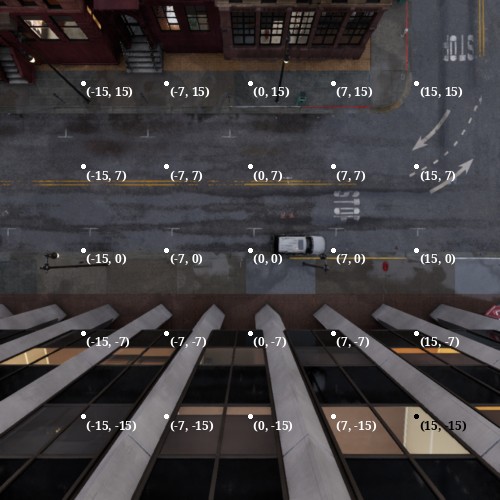 STOP
(-15, 15) (-7, 15) (0, 15) (7, 15) (15, 15)
(-15, 7) (-7, 7) (0, 7) (7, 7) (15, 7)
STOP
(-15, 0) (-7, 0) (0, 0) (7, 0) (15, 0)
(-15, -7) (-7, -7) (0, -7) (7, -7) (15, -7)
(-15, -15) (-7, -15) (0, -15) (7, -15) (15, -15)